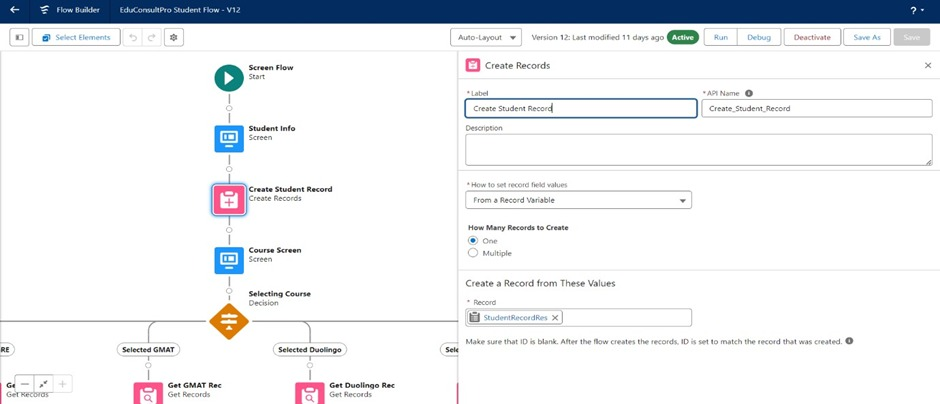 Flow Builder
EduConsultPro Student Flow - V12
?
Select Elements
Auto-Layout
Version 12: Last modified 11 days ago
Active
Run
Debug
Deactivate
Save As
Save
Screen Flow
Start
Student Info
Screen
Create Student Record
Create Records
Course Screen
Screen
Selecting Course
Decision
RE
Selected GMAT
Selected Duolingo
Sele
Ge
Get Records
Get GMAT Rec
Get Records
Get Duolingo Rec
Get Records
Create Records
* Label
Create Student Record
* API Name
Create_Student_Record
Description
* How to set record field values
From a Record Variable
How Many Records to Create
One
Multiple
Create a Record from These Values
* Record
StudentRecordRes
Make sure that ID is blank. After the flow creates the records, ID is set to match the record that was created.